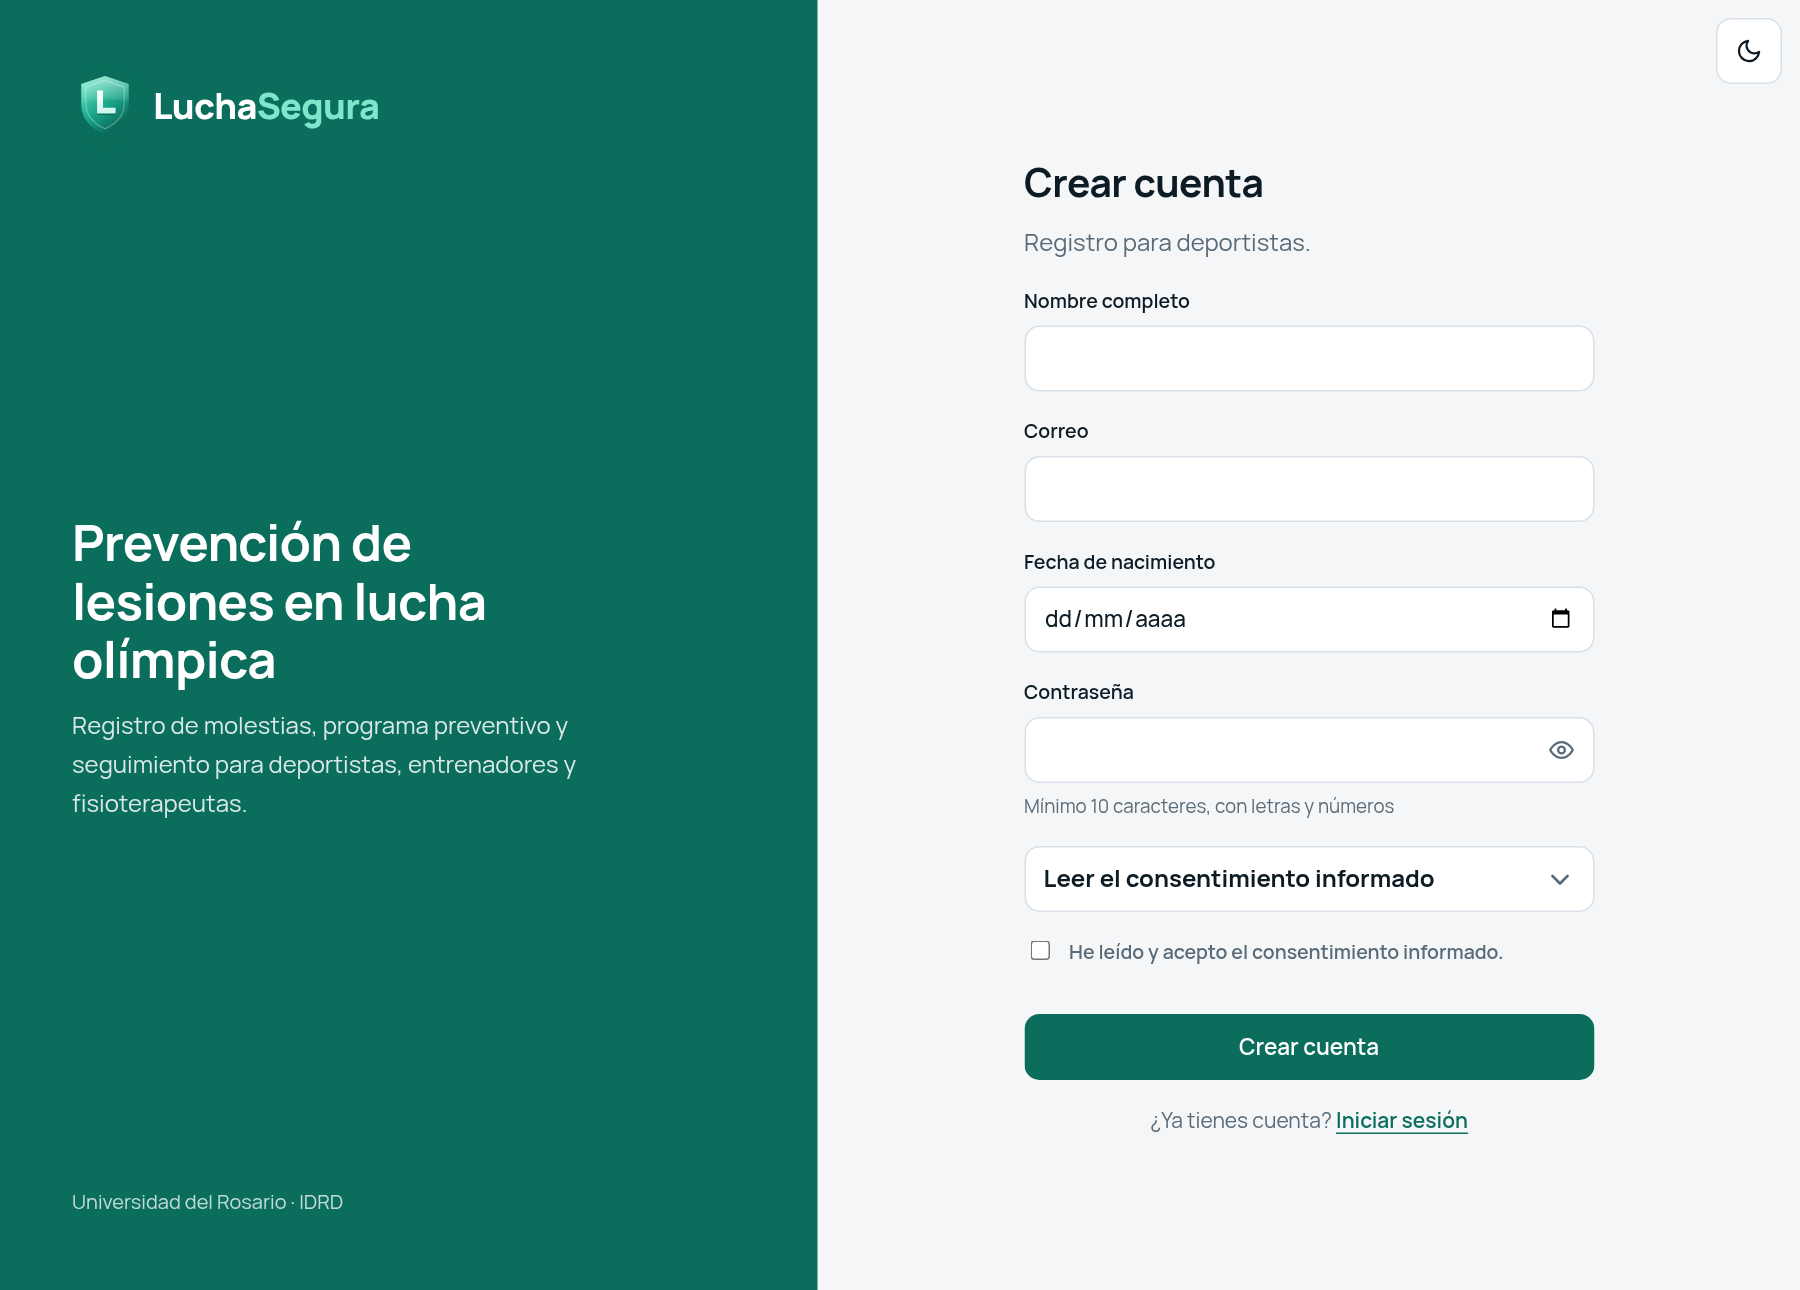 L LuchaSegura
Prevención de
lesiones en lucha
olímpica
Registro de molestias, programa preventivo y
seguimiento para deportistas, entrenadores y
fisioterapeutas.
Universidad del Rosario · IDRD
Crear cuenta
Registro para deportistas.
Nombre completo
Correo
Fecha de nacimiento
dd/mm/aaaa
Contraseña
Mínimo 10 caracteres, con letras y números
Leer el consentimiento informado
He leído y acepto el consentimiento informado.
Crear cuenta
¿Ya tienes cuenta? Iniciar sesión